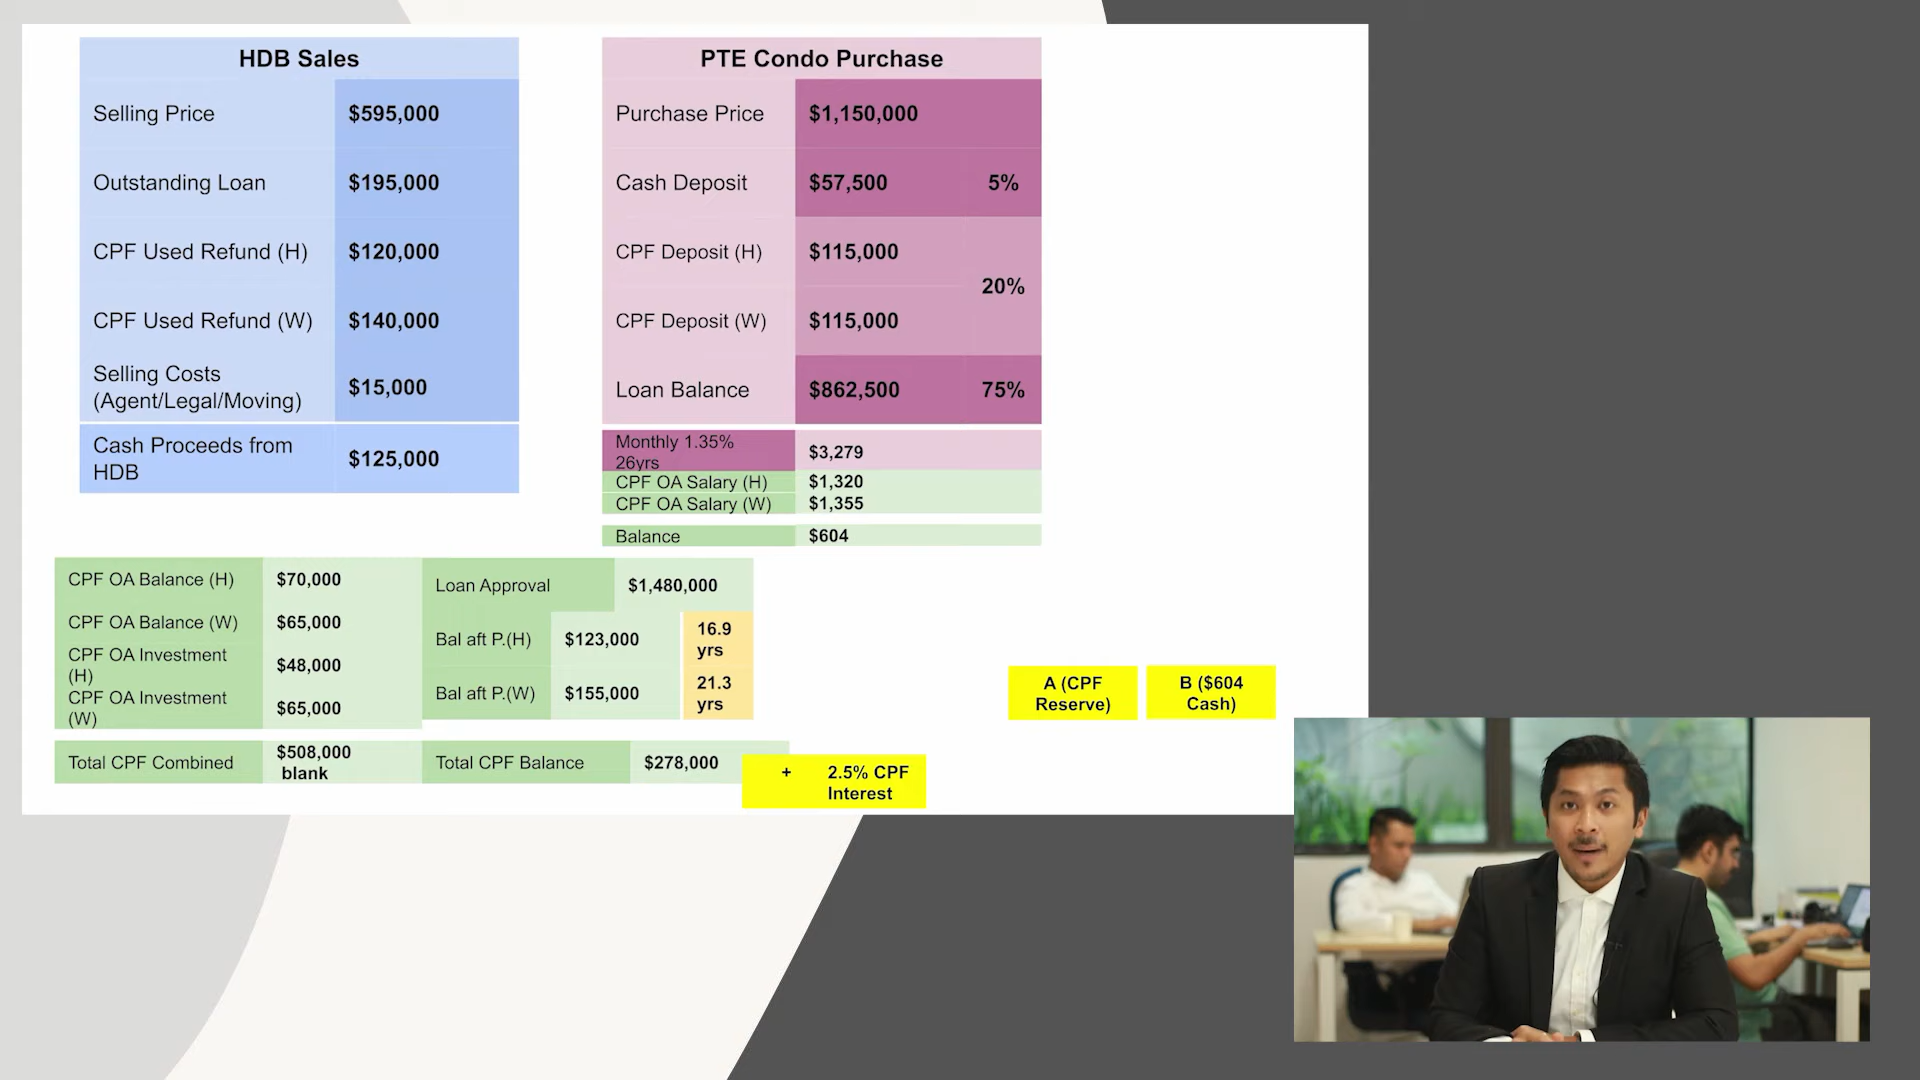 HDB Sales
Selling Price $595,000
Outstanding Loan $195,000
CPF Used Refund (H) $120,000
CPF Used Refund (W) $140,000
Selling Costs
(Agent/Legal/Moving) $15,000
Cash Proceeds from
HDB $125,000
PTE Condo Purchase
Purchase Price $1,150,000
Cash Deposit $57,500 5%
CPF Deposit (H) $115,000
20%
CPF Deposit (W) $115,000
Loan Balance $862,500 75%
Monthly 1.35%
26yrs $3,279
CPF OA Salary (H) $1,320
CPF OA Salary (W) $1,355
Balance $604
CPF OA Balance (H) $70,000
CPF OA Balance (W) $65,000
CPF OA Investment
(H) $48,000
CPF OA Investment
(W) $65,000
Total CPF Combined $508,000
blank
Loan Approval $1,480,000
Bal aft P.(H) $123,000 16.9
yrs
Bal aft P.(W) $155,000 21.3
yrs
Total CPF Balance $278,000
+ 2.5% CPF
Interest
A (CPF
Reserve)
B ($604
Cash)